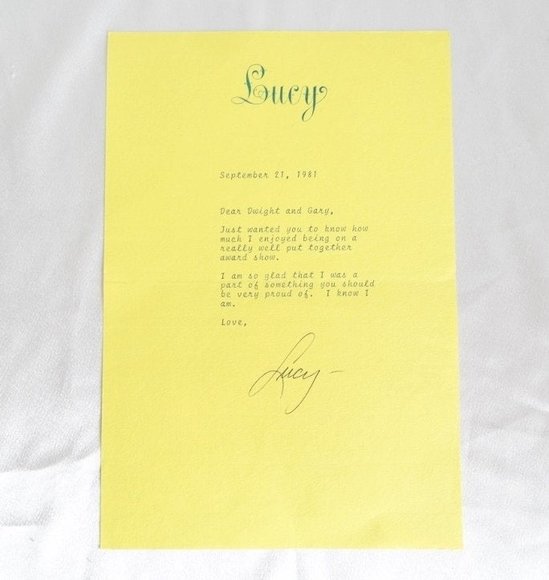 Lucy
September 21, 1981
Dear Dwight and Gary,
Just wanted you to know how
much I enjoyed being on a
really well put together
award show.
I am so glad that I was a
part of something you should
be very proud of. I know I
am.
Love,
Lucy-